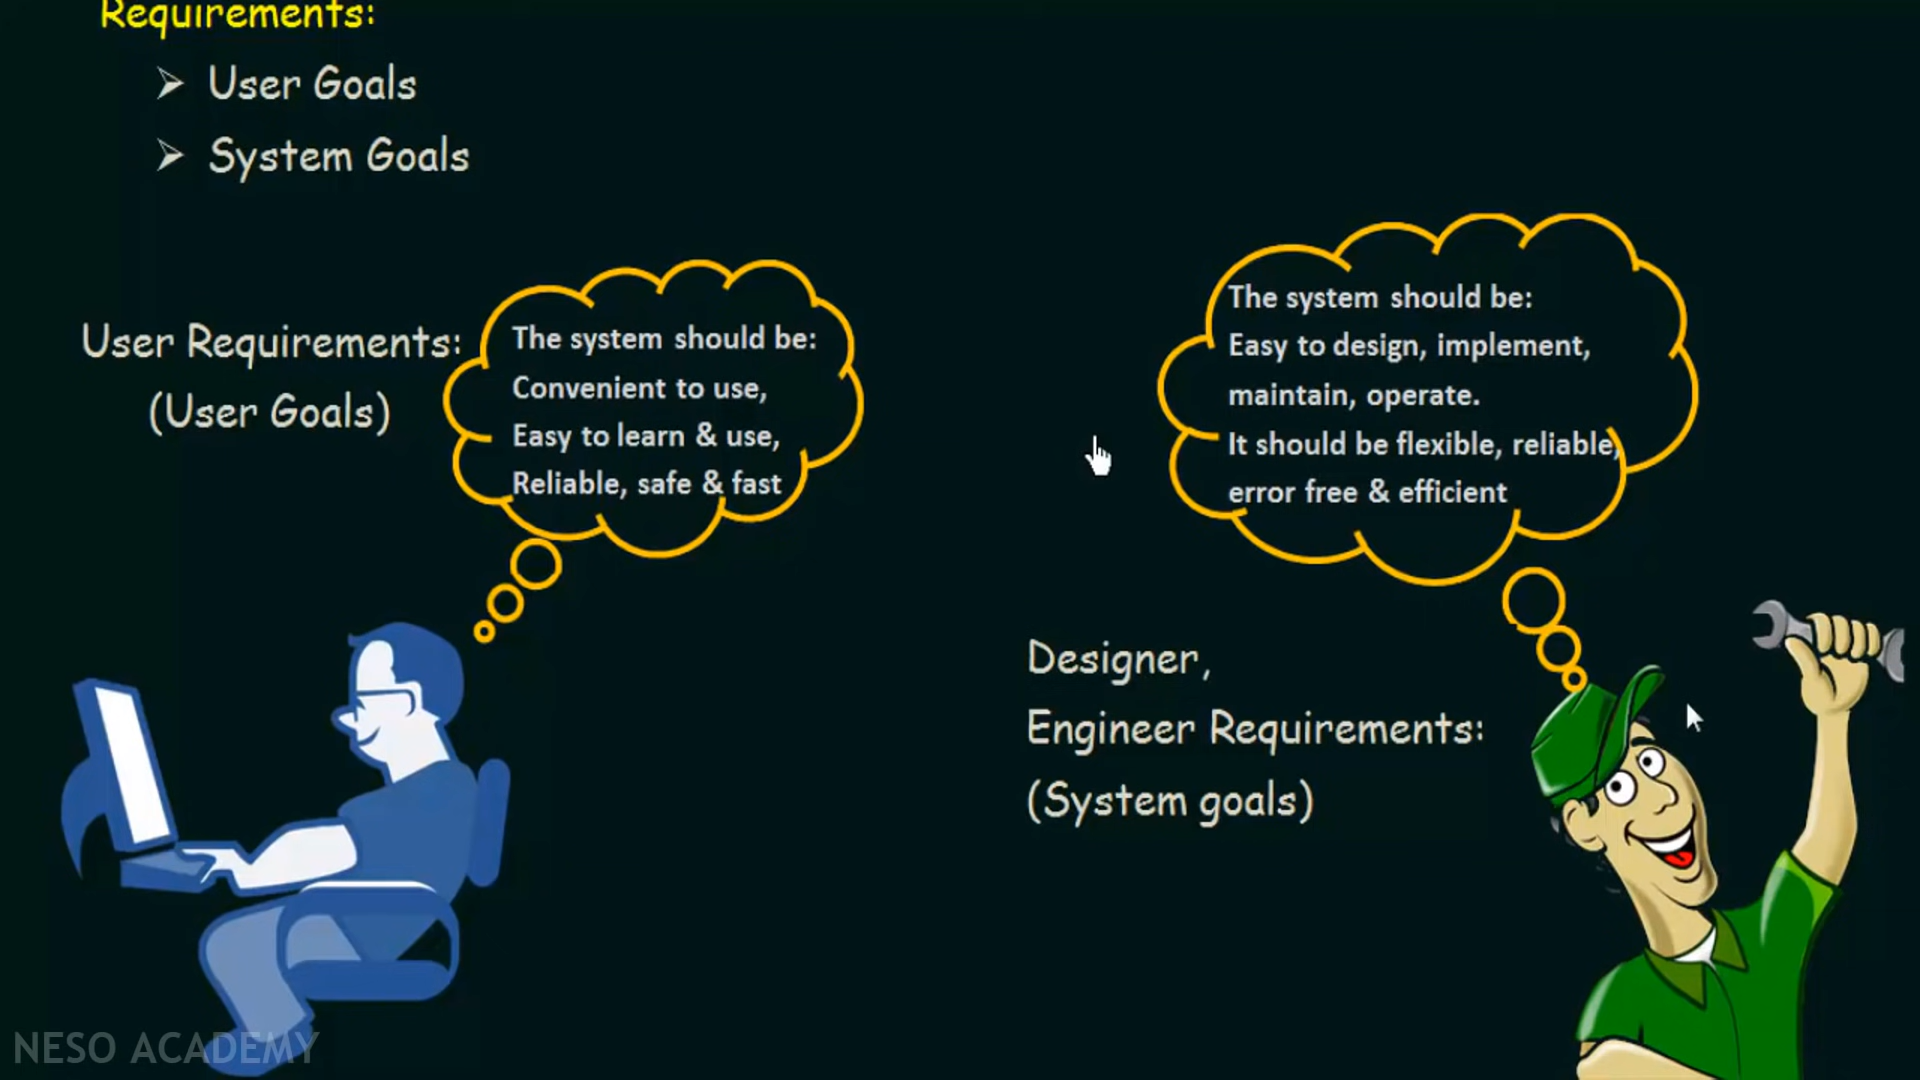 Requirements:
➢ User Goals
➢ System Goals
User Requirements:
(User Goals)
The system should be:
Convenient to use,
Easy to learn & use,
Reliable, safe & fast
The system should be:
Easy to design, implement,
maintain, operate.
It should be flexible, reliable,
error free & efficient
Designer,
Engineer Requirements:
(System goals)
NESO ACADEMY